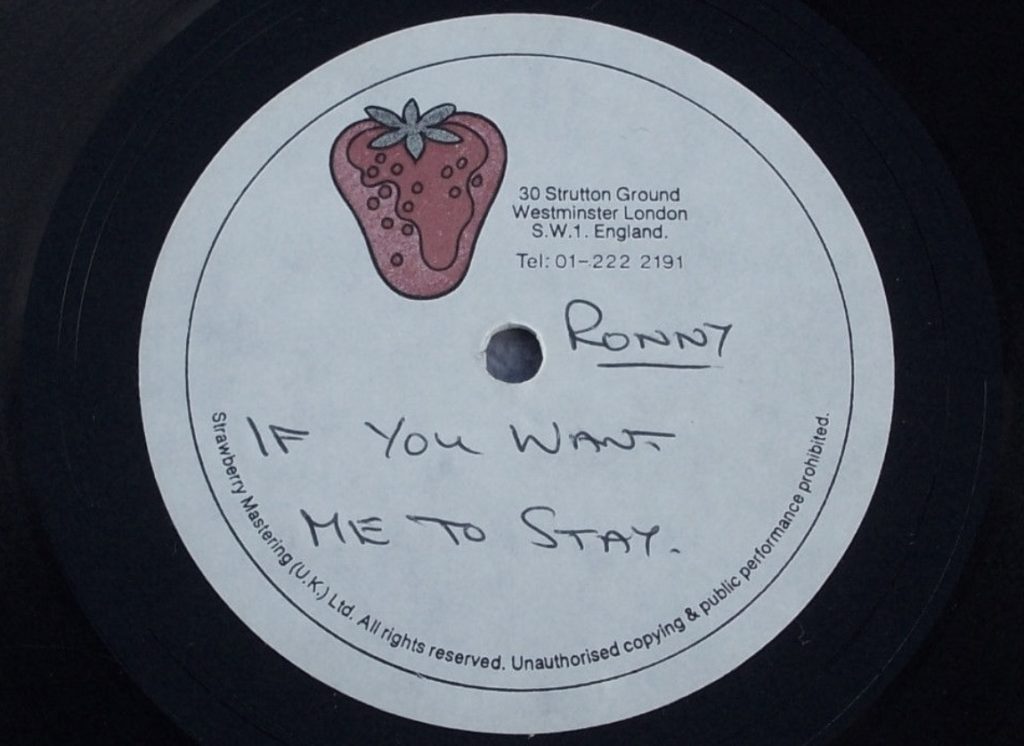 30 Strutton Ground
Westminster London
S.W.1. England.
Tel: 01-222 2191
RONNY
IF YOU WANT
ME TO STAY.
Strawberry Mastering (U.K.) Ltd. All rights reserved. Unauthorised copying & public performance prohibited.